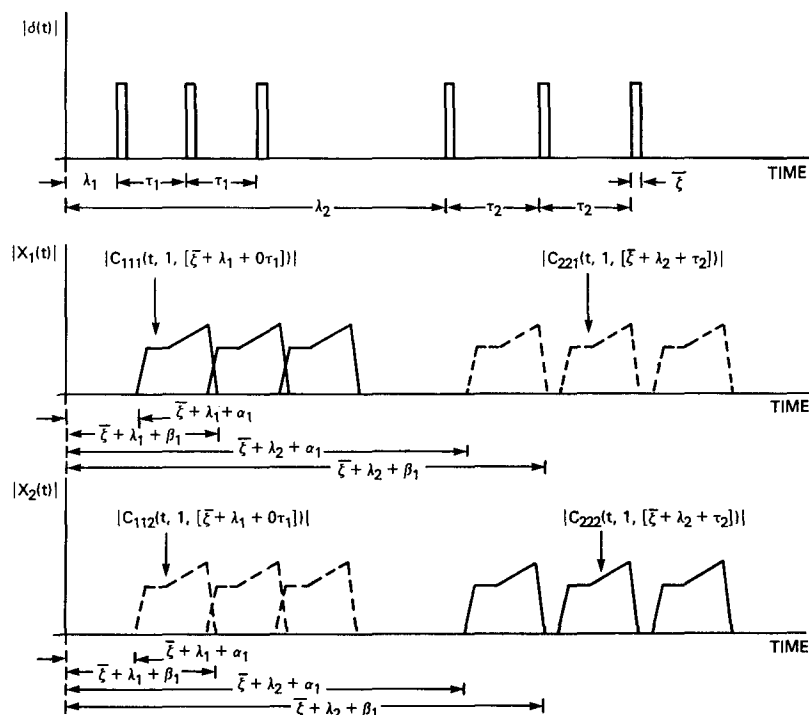 |δ(t)|
TIME
λ₁ τ₁ τ₁ ξ̅
λ₂ τ₂ τ₂
|X₁(t)|
|C₁₁₁(t, 1, [ξ̅ + λ₁ + 0τ₁])| |C₂₂₁(t, 1, [ξ̅ + λ₂ + τ₂])|
TIME
ξ̅ + λ₁ + α₁
ξ̅ + λ₁ + β₁
ξ̅ + λ₂ + α₁
ξ̅ + λ₂ + β₁
|X₂(t)|
|C₁₁₂(t, 1, [ξ̅ + λ₁ + 0τ₁])| |C₂₂₂(t, 1, [ξ̅ + λ₂ + τ₂])|
TIME
ξ̅ + λ₁ + α₁
ξ̅ + λ₁ + β₁
ξ̅ + λ₂ + α₁
ξ̅ + λ₂ + β₁